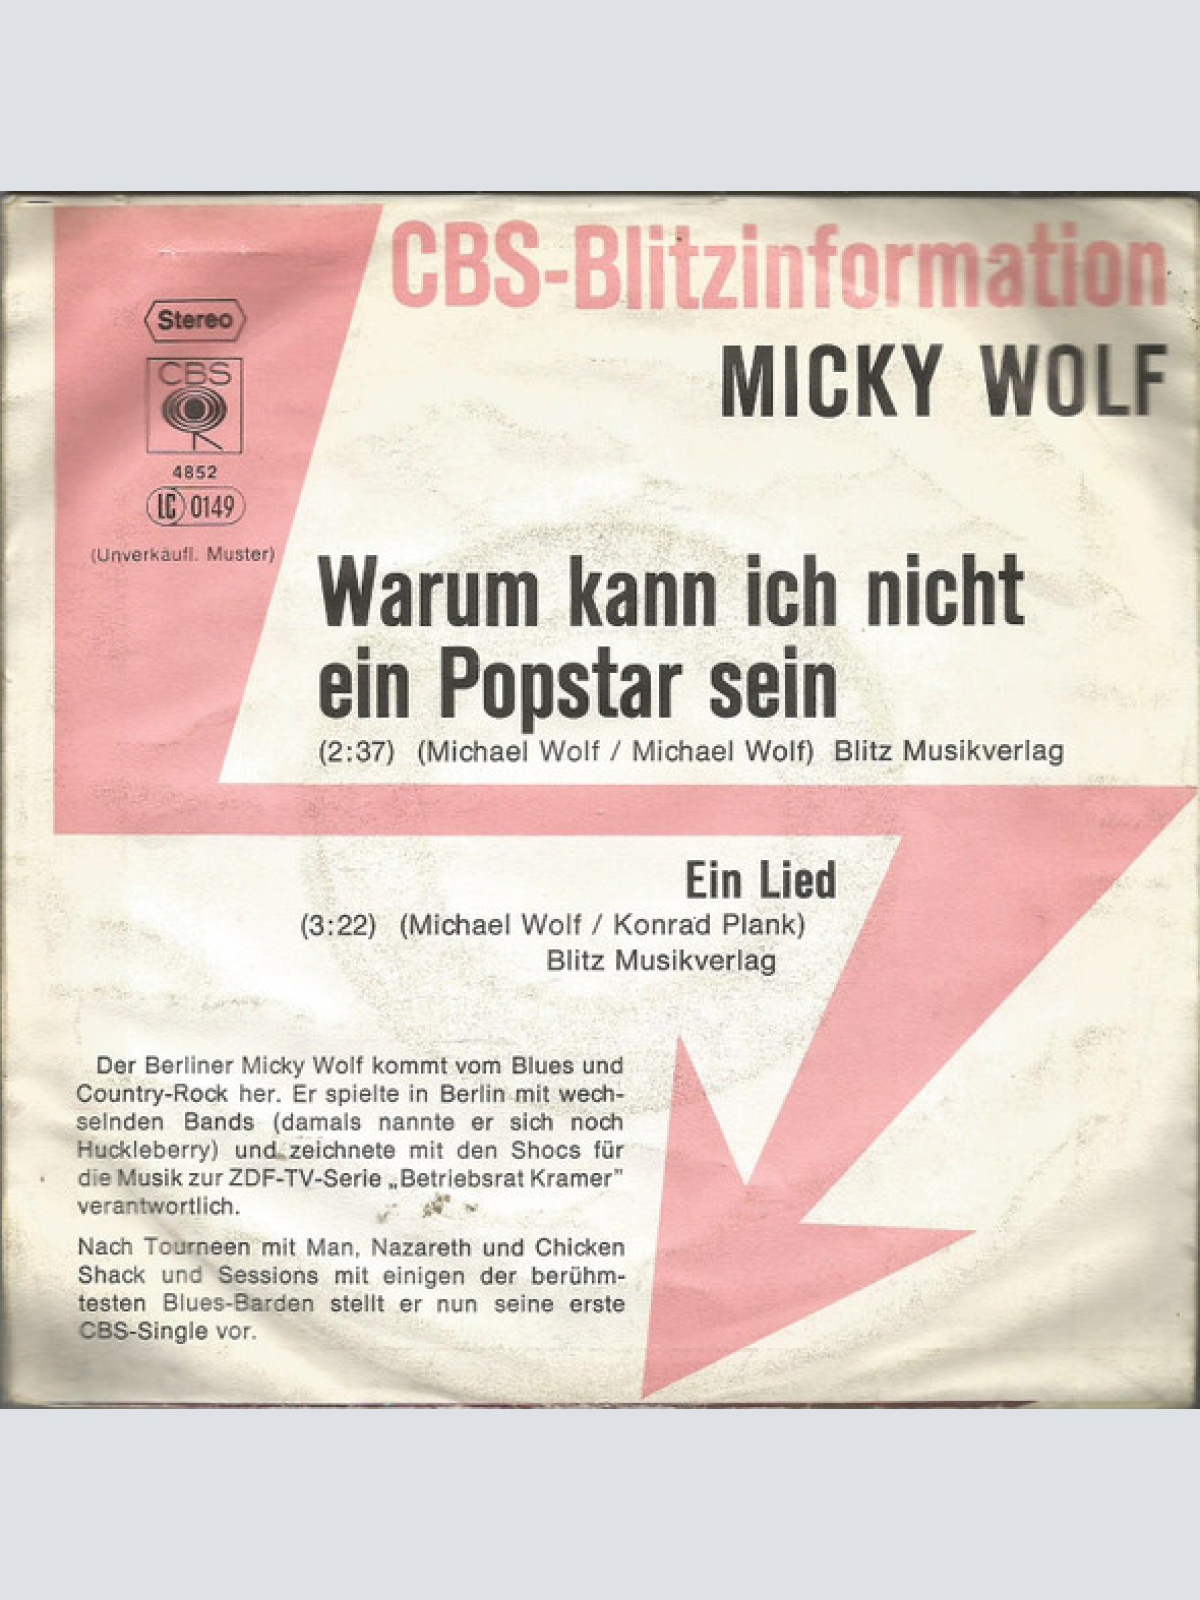 CBS-Blitzinformation
MICKY WOLF
Stereo
CBS
4852
LC 0149
(Unverkäufl. Muster)
Warum kann ich nicht
ein Popstar sein
(2:37) (Michael Wolf / Michael Wolf) Blitz Musikverlag
Ein Lied
(3:22) (Michael Wolf / Konrad Plank)
Blitz Musikverlag
Der Berliner Micky Wolf kommt vom Blues und
Country-Rock her. Er spielte in Berlin mit wech-
selnden Bands (damals nannte er sich noch
Huckleberry) und zeichnete mit den Shocs für
die Musik zur ZDF-TV-Serie „Betriebsrat Kramer”
verantwortlich.
Nach Tourneen mit Man, Nazareth und Chicken
Shack und Sessions mit einigen der berühm-
testen Blues-Barden stellt er nun seine erste
CBS-Single vor.